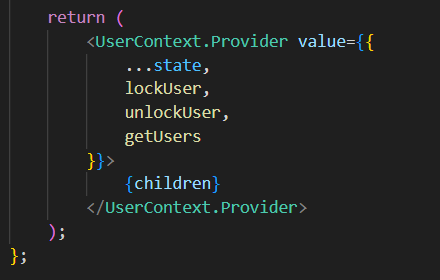 return (
<UserContext.Provider value={{
...state,
lockUser,
unlockUser,
getUsers
}}>
{children}
</UserContext.Provider>
);
};